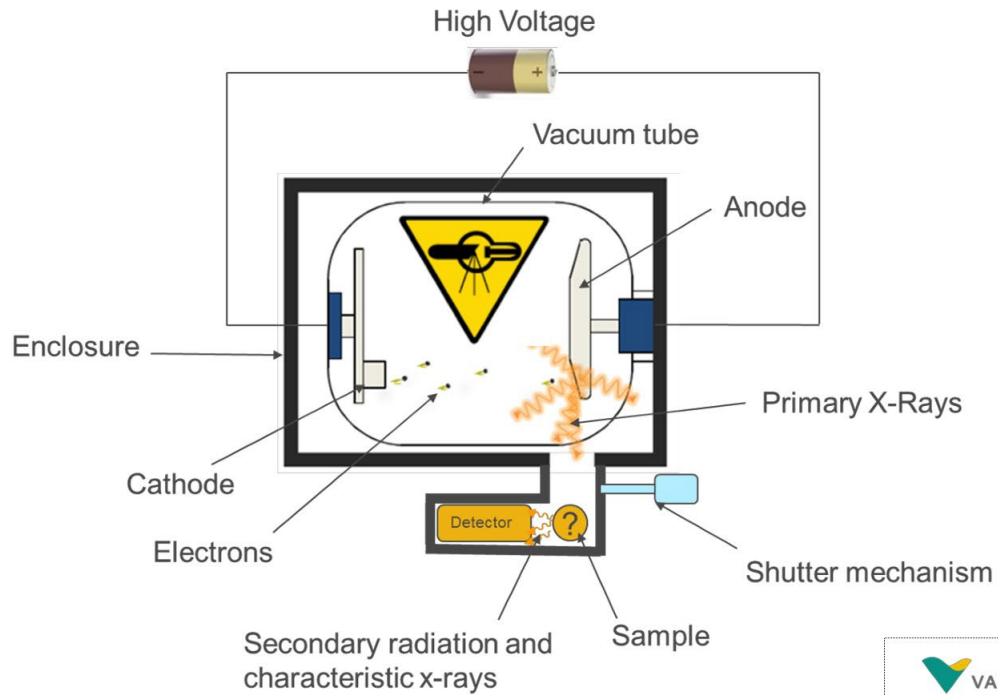 High Voltage
- +
Vacuum tube
Anode
Enclosure
Primary X-Rays
Cathode
Detector
?
Electrons
Shutter mechanism
Sample
Secondary radiation and
characteristic x-rays
VA